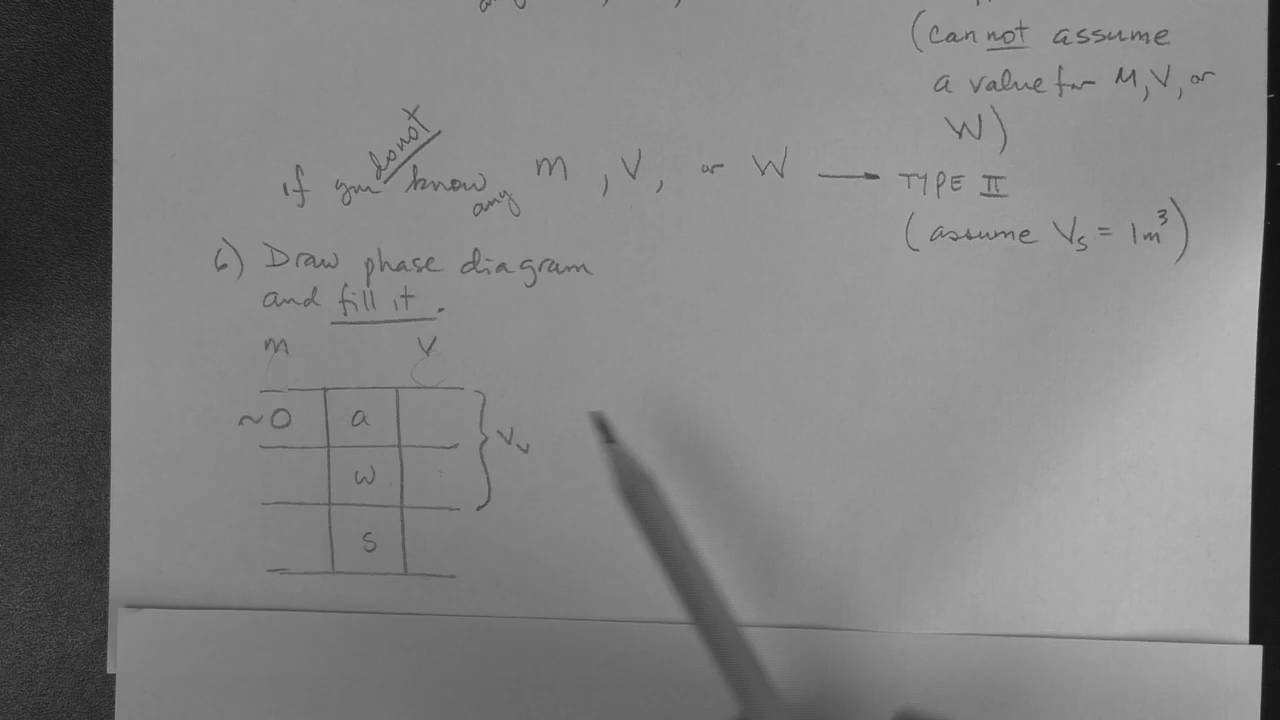 (can not assume
a value for M, V, or
W)
if you do not know any m, V, or W → TYPE II
(assume Vs = 1m³)
6) Draw phase diagram
and fill it.
m V
~0 a
w Vv
s